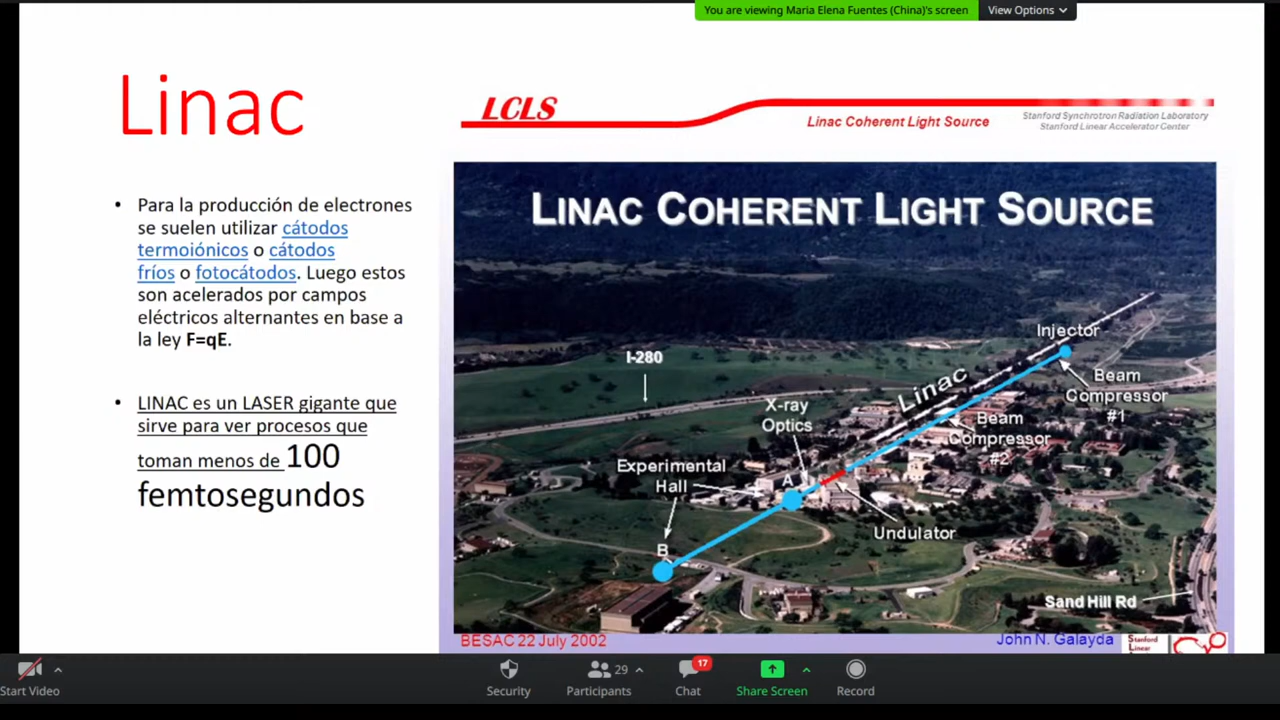 You are viewing Maria Elena Fuentes (China)'s screen
View Options
Linac
LCLS
Linac Coherent Light Source
Stanford Synchrotron Radiation Laboratory
Stanford Linear Accelerator Center
• Para la producción de electrones
se suelen utilizar cátodos
termoiónicos o cátodos
fríos o fotocátodos. Luego estos
son acelerados por campos
eléctricos alternantes en base a
la ley F=qE.
• LINAC es un LASER gigante que
sirve para ver procesos que
toman menos de 100
femtosegundos
LINAC COHERENT LIGHT SOURCE
Injector
I-280
Linac
Beam
Compressor
#1
X-ray
Optics
Beam
Compressor
#2
Experimental
Hall
A
Undulator
B
Sand Hill Rd
BESAC 22 July 2002
John N. Galayda
Stanford
Linear
Start Video
Security
29
Participants
17
Chat
Share Screen
Record